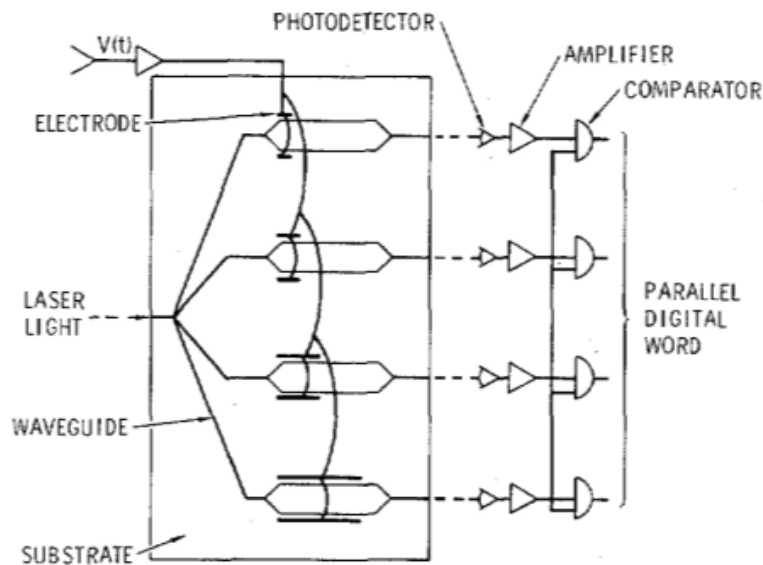 PHOTODETECTOR
V(t)
AMPLIFIER
COMPARATOR
ELECTRODE
LASER
LIGHT
PARALLEL
DIGITAL
WORD
WAVEGUIDE
SUBSTRATE